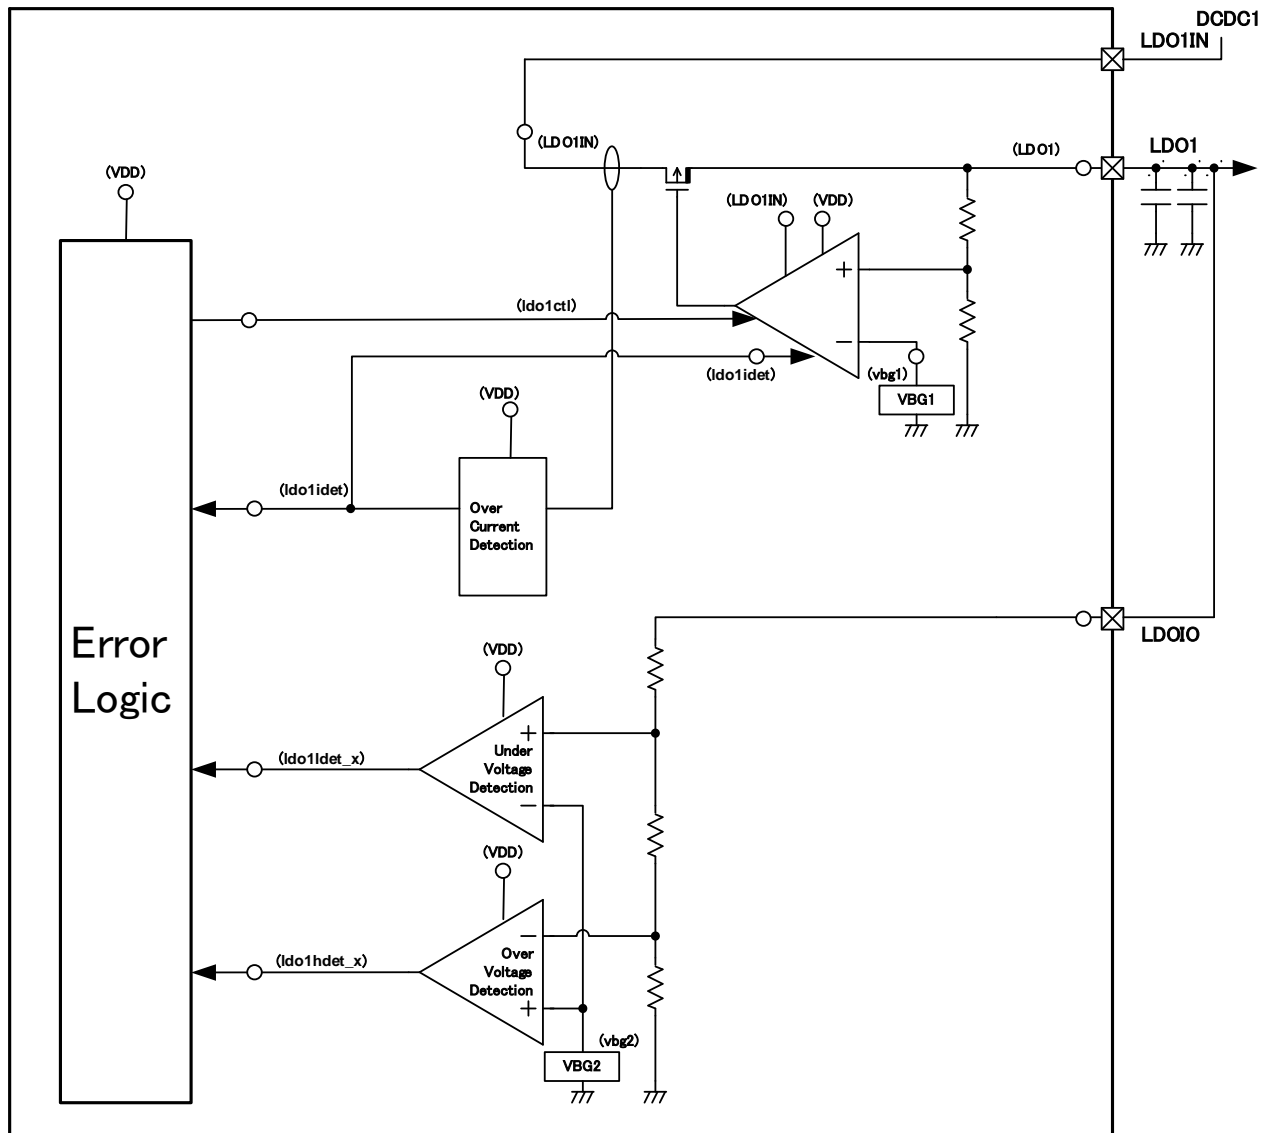 DCDC1
LDO1IN
(LDO1IN)
(LDO1)
LDO1
(VDD)
(LDO1IN)
(VDD)
+
(ldo1ctl)
−
(ldo1idet)
(vbg1)
VBG1
(VDD)
(ldo1idet)
Over
Current
Detection
LDOIO
Error
Logic
(VDD)
+
Under
Voltage
Detection
−
(ldo1ldet_x)
(VDD)
−
Over
Voltage
Detection
+
(ldo1hdet_x)
(vbg2)
VBG2